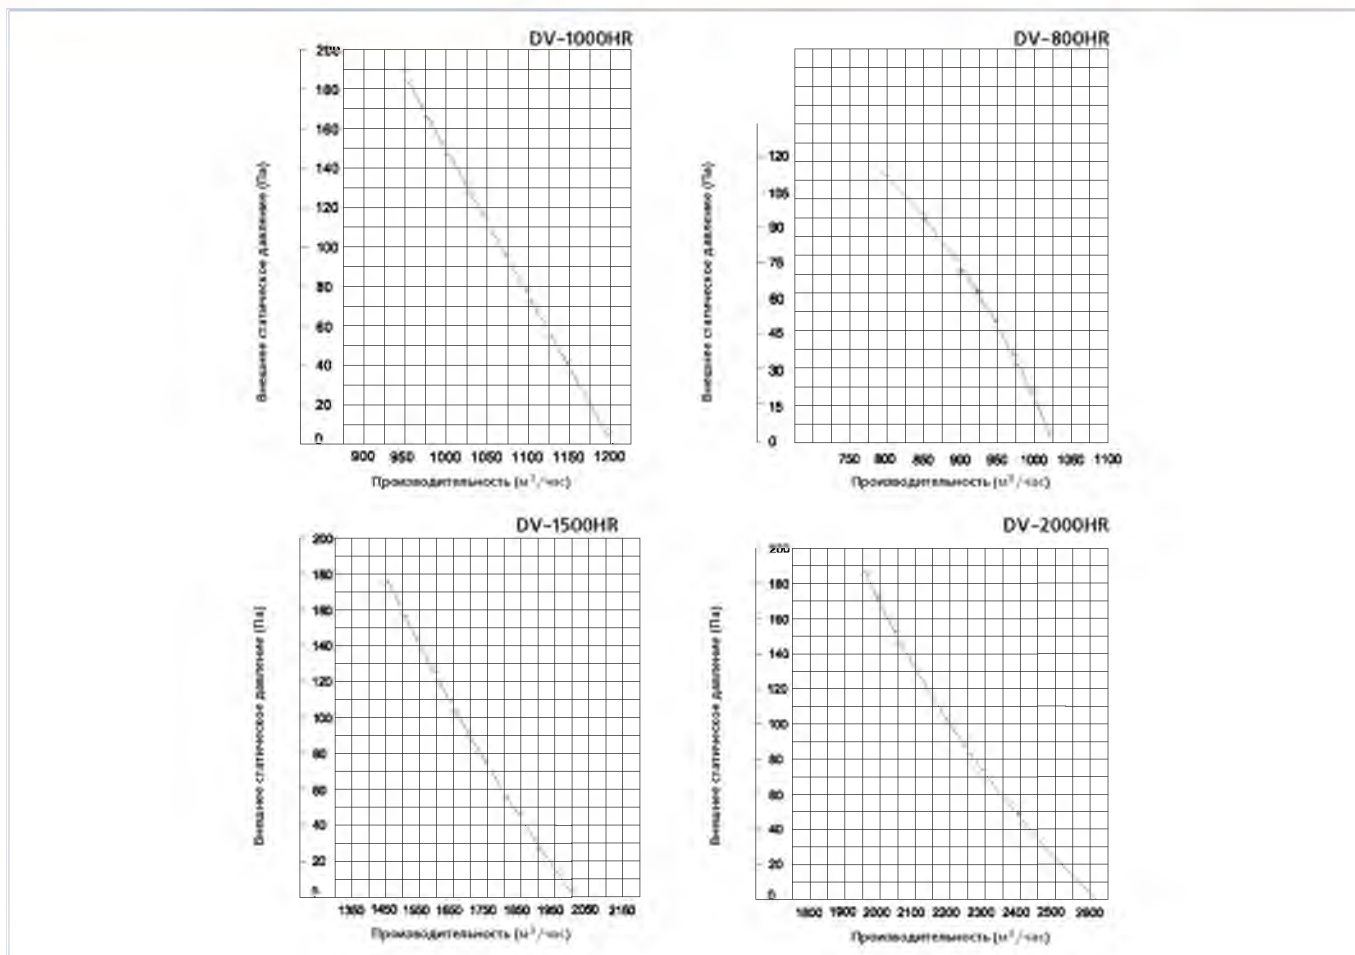 DV-1000HR
200
180
160
140
120
100
80
60
40
20
0
Внешнее статическое давление (Па)
900 950 1000 1050 1100 1150 1200
Производительность (м³/час)
DV-800HR
120
105
90
75
60
45
30
15
0
Внешнее статическое давление (Па)
750 800 850 900 950 1000 1050 1100
Производительность (м³/час)
DV-1500HR
200
180
160
140
120
100
80
60
40
20
Внешнее статическое давление (Па)
1350 1450 1550 1650 1750 1850 1950 2050 2150
Производительность (м³/час)
DV-2000HR
200
180
160
140
120
100
80
60
40
20
0
Внешнее статическое давление (Па)
1800 1900 2000 2100 2200 2300 2400 2500 2600
Производительность (м³/час)